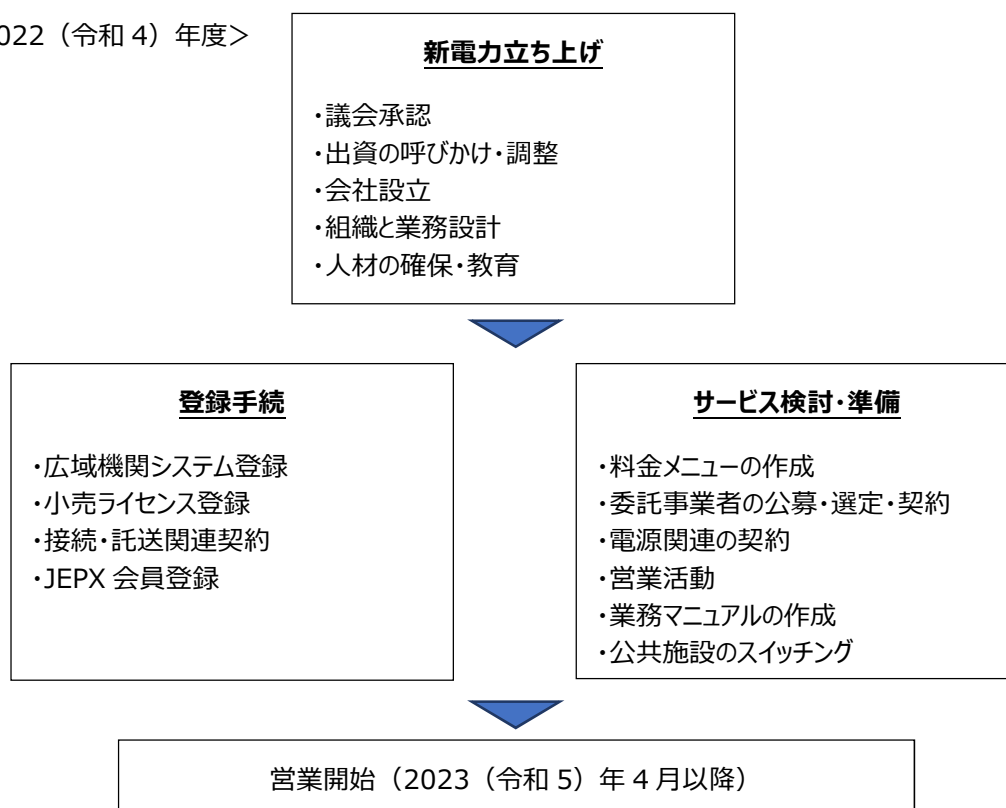 022（令和 4）年度>
新電力立ち上げ
・議会承認
・出資の呼びかけ・調整
・会社設立
・組織と業務設計
・人材の確保・教育
登録手続
・広域機関システム登録
・小売ライセンス登録
・接続・託送関連契約
・JEPX 会員登録
サービス検討・準備
・料金メニューの作成
・委託事業者の公募・選定・契約
・電源関連の契約
・営業活動
・業務マニュアルの作成
・公共施設のスイッチング
営業開始（2023（令和 5）年 4 月以降）